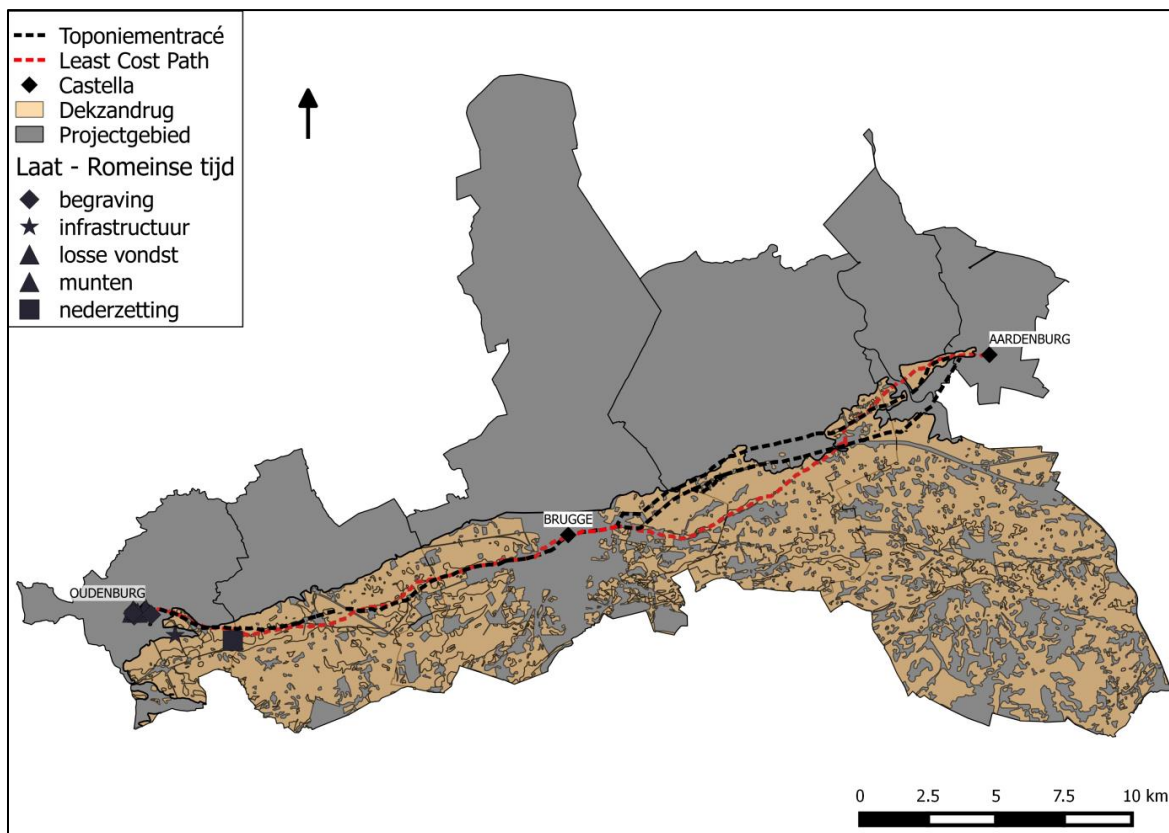 Toponiementracé
Least Cost Path
Castella
Dekzandrug
Projectgebied
Laat - Romeinse tijd
begraving
infrastructuur
losse vondst
munten
nederzetting
AARDENBURG
BRUGGE
OUDENBURG
0 2.5 5 7.5 10 km